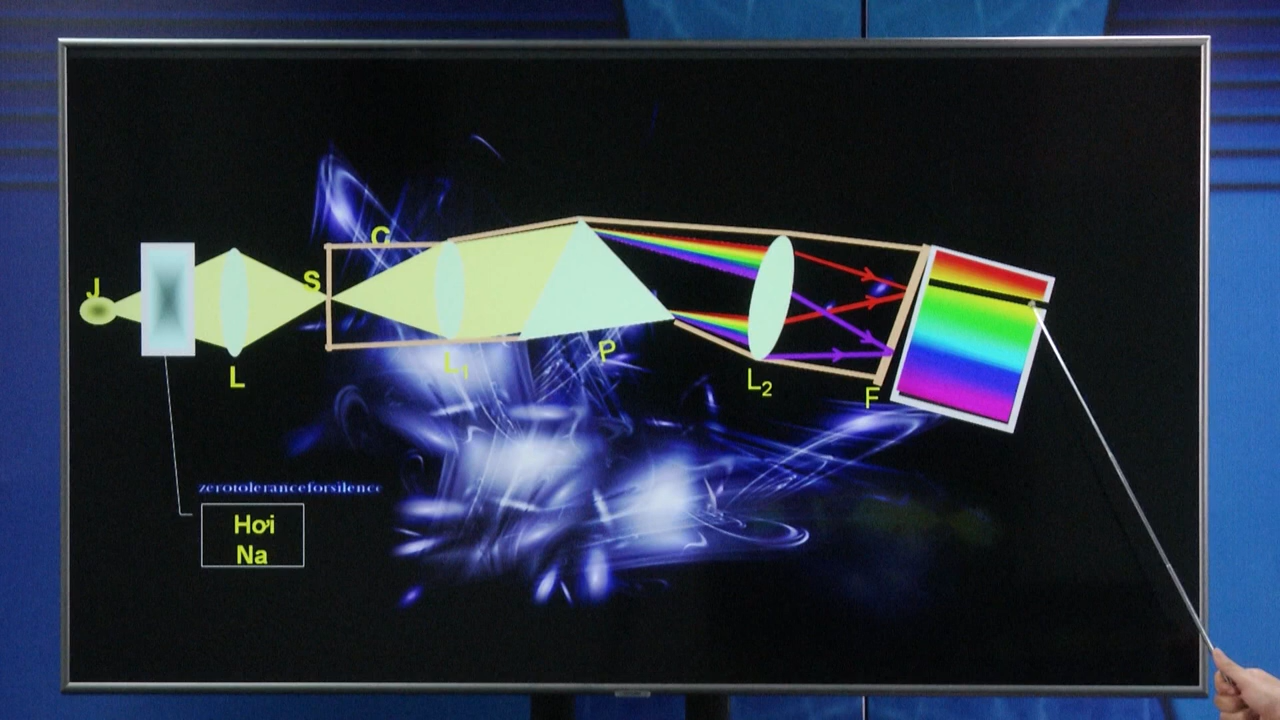 C
J
S
L
L₁
P
L₂
F
zerotoleranceforsilence
Hơi
Na